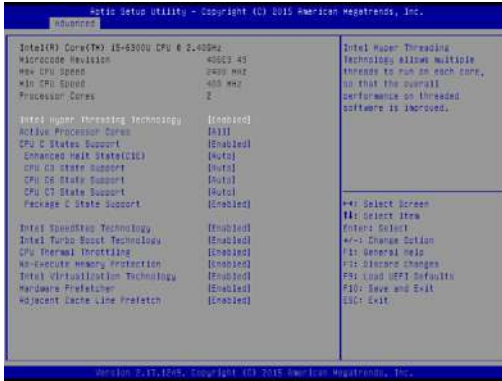 Aptio Setup Utility - Copyright (C) 2015 American Megatrends, Inc.
Advanced
Intel(R) Core(TM) i5-6300U CPU @ 2.40GHz
Microcode Revision 406E3 43
Max CPU Speed 2400 MHz
Min CPU Speed 400 MHz
Processor Cores 2
Intel Hyper Threading Technology [Enabled]
Active Processor Cores [All]
CPU C States Support [Enabled]
Enhanced Halt State(C1E) [Auto]
CPU C3 State Support [Auto]
CPU C6 State Support [Auto]
CPU C7 State Support [Auto]
Package C State Support [Enabled]
Intel SpeedStep Technology [Enabled]
Intel Turbo Boost Technology [Enabled]
CPU Thermal Throttling [Enabled]
No-Execute Memory Protection [Enabled]
Intel Virtualization Technology [Enabled]
Hardware Prefetcher [Enabled]
Adjacent Cache Line Prefetch [Enabled]
Intel Hyper Threading
Technology allows multiple
threads to run on each core,
so that the overall
performance on threaded
software is improved.
→←: Select Screen
↑↓: Select Item
Enter: Select
+/-: Change Option
F1: General Help
F7: Discard Changes
F9: Load UEFI Defaults
F10: Save and Exit
ESC: Exit
Version 2.17.1249. Copyright (C) 2015 American Megatrends, Inc.